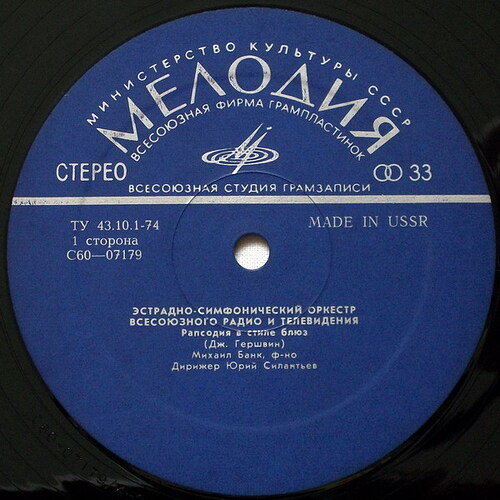 МИНИСТЕРСТВО КУЛЬТУРЫ СССР
МЕЛОДИЯ
ВСЕСОЮЗНАЯ ФИРМА ГРАМПЛАСТИНОК
СТЕРЕО
33
ВСЕСОЮЗНАЯ СТУДИЯ ГРАМЗАПИСИ
ТУ 43.10.1-74
MADE IN USSR
1 сторона
С60—07179
ЭСТРАДНО-СИМФОНИЧЕСКИЙ ОРКЕСТР
ВСЕСОЮЗНОГО РАДИО И ТЕЛЕВИДЕНИЯ
Рапсодия в стиле блюз
(Дж. Гершвин)
Михаил Банк, ф-но
Дирижер Юрий Силантьев